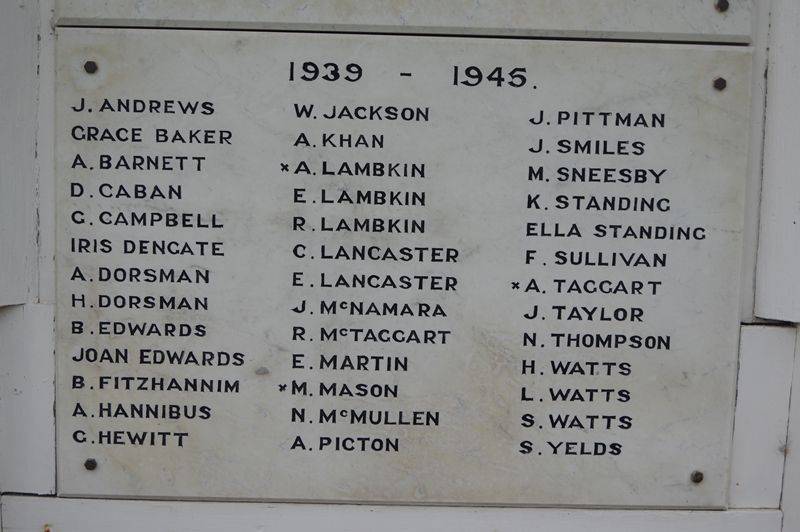 1939 - 1945.
J. ANDREWS
GRACE BAKER
A. BARNETT
D. CABAN
G. CAMPBELL
IRIS DENGATE
A. DORSMAN
H. DORSMAN
B. EDWARDS
JOAN EDWARDS
B. FITZHANNIM
A. HANNIBUS
G. HEWITT
W. JACKSON
A. KHAN
× A. LAMBKIN
E. LAMBKIN
R. LAMBKIN
C. LANCASTER
E. LANCASTER
J. McNAMARA
R. McTAGGART
E. MARTIN
× M. MASON
N. McMULLEN
A. PICTON
J. PITTMAN
J. SMILES
M. SNEESBY
K. STANDING
ELLA STANDING
F. SULLIVAN
× A. TAGGART
J. TAYLOR
N. THOMPSON
H. WATTS
L. WATTS
S. WATTS
S. YELDS